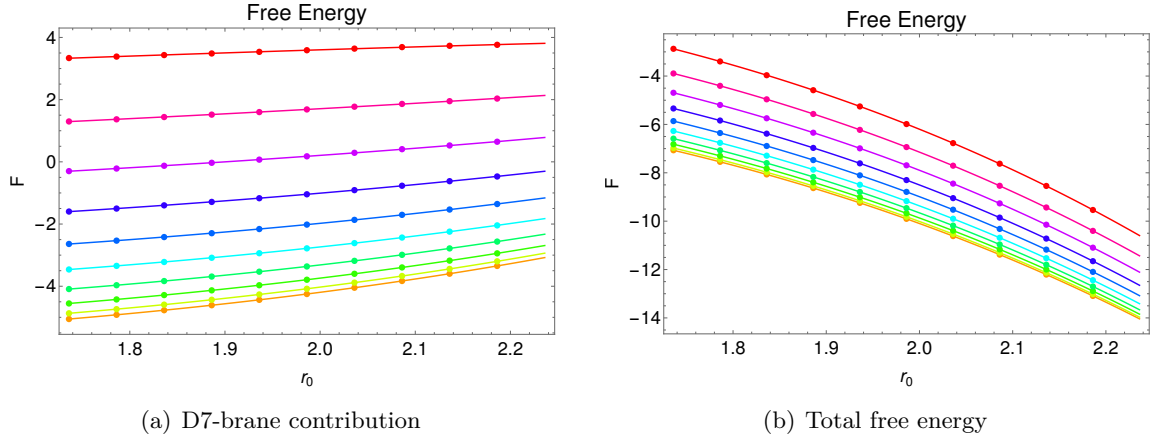 Free Energy
4
2
0
−2
−4
F
1.8 1.9 2.0 2.1 2.2
r₀
(a) D7-brane contribution
Free Energy
−4
−6
−8
−10
−12
−14
F
1.8 1.9 2.0 2.1 2.2
r₀
(b) Total free energy